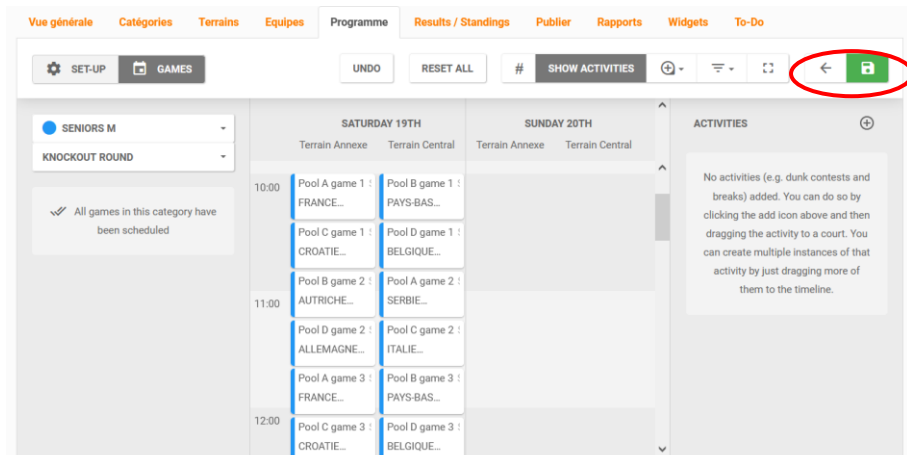 Vue générale Catégories Terrains Equipes Programme Results / Standings Publier Rapports Widgets To-Do
SET-UP GAMES UNDO RESET ALL # SHOW ACTIVITIES
SENIORS M
KNOCKOUT ROUND
All games in this category have
been scheduled
SATURDAY 19TH SUNDAY 20TH
Terrain Annexe Terrain Central Terrain Annexe Terrain Central
10:00
Pool A game 1 Pool B game 1
FRANCE... PAYS-BAS...
Pool C game 1 Pool D game 1
CROATIE... BELGIQUE...
Pool B game 2 Pool A game 2
AUTRICHE... SERBIE...
11:00
Pool D game 2 Pool C game 2
ALLEMAGNE... ITALIE...
Pool A game 3 Pool B game 3
FRANCE... PAYS-BAS...
12:00
Pool C game 3 Pool D game 3
CROATIE... BELGIQUE...
ACTIVITIES
No activities (e.g. dunk contests and
breaks) added. You can do so by
clicking the add icon above and then
dragging the activity to a court. You
can create multiple instances of that
activity by just dragging more of
them to the timeline.